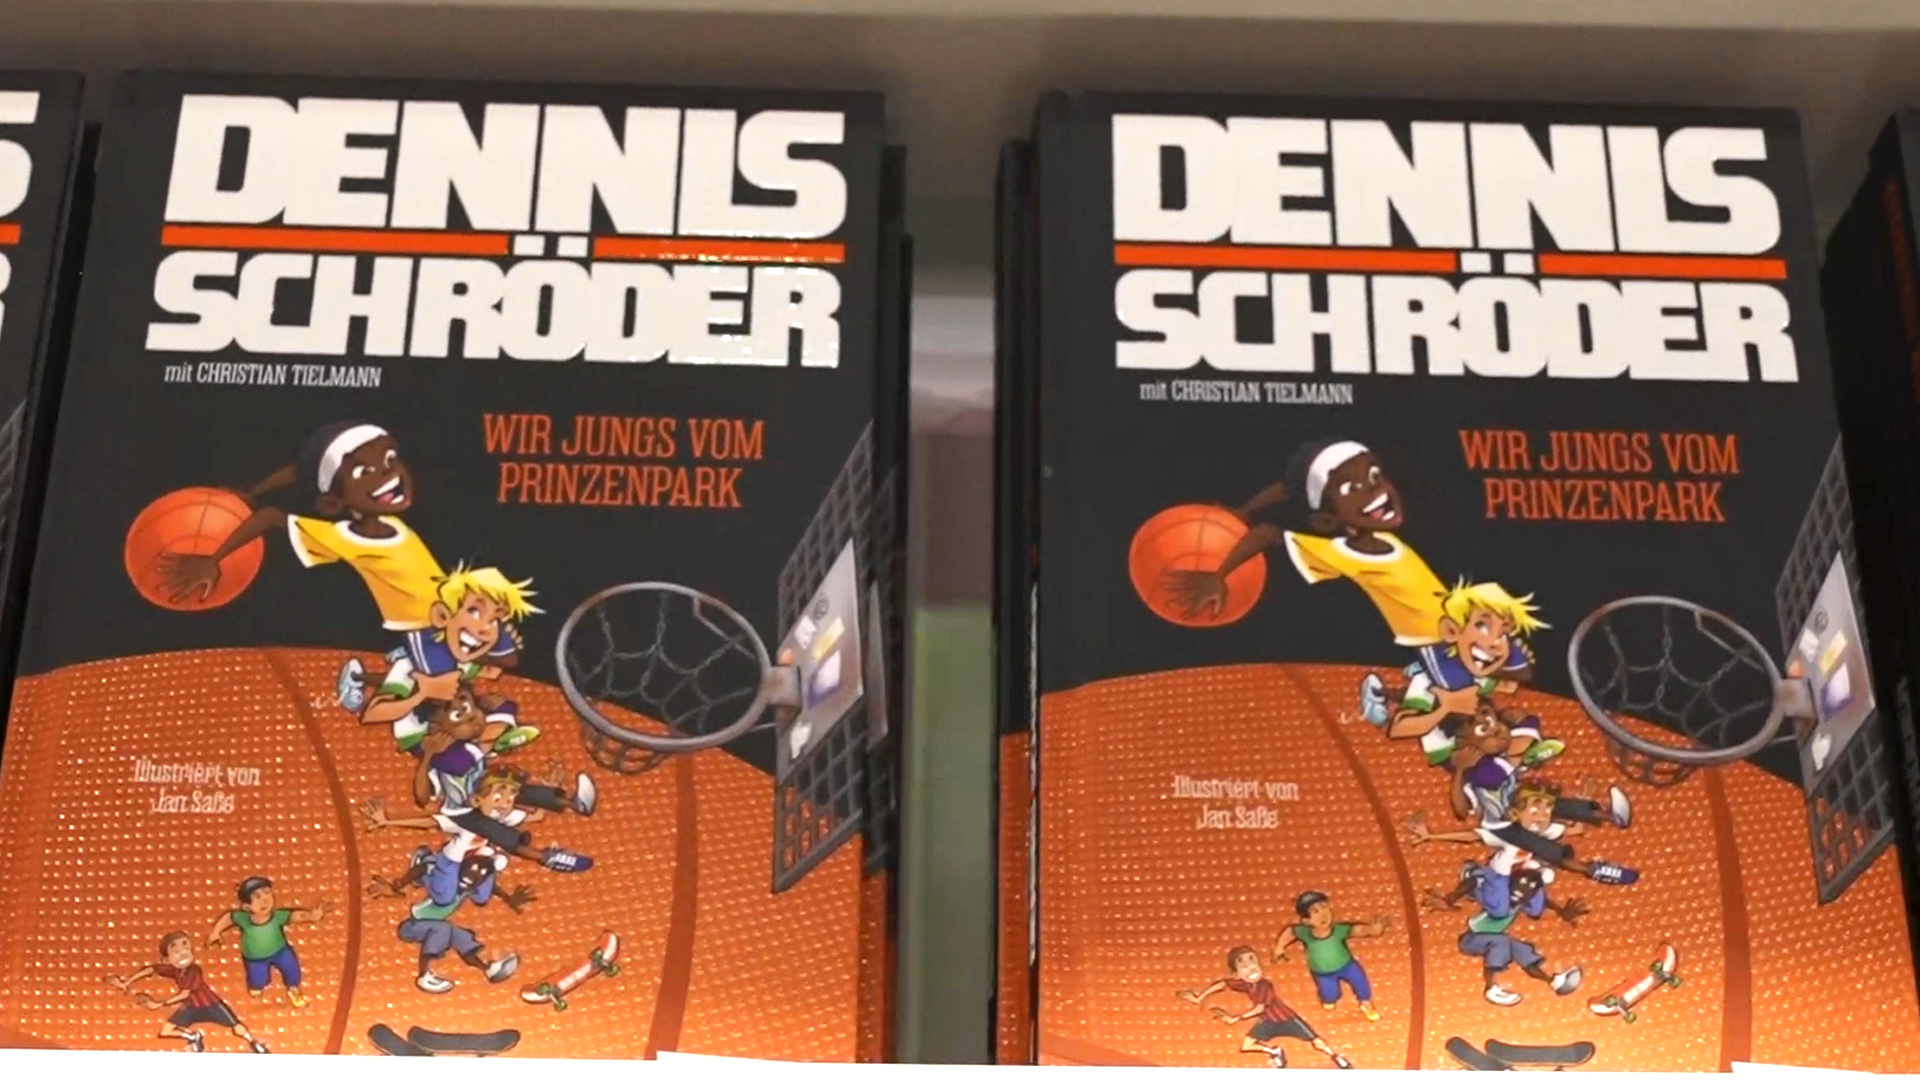 DENNIS
SCHRÖDER
mit CHRISTIAN TIELMANN
WIR JUNGS VOM
PRINZENPARK
Illustriert von
Jan Saße
DENNIS
SCHRÖDER
mit CHRISTIAN TIELMANN
WIR JUNGS VOM
PRINZENPARK
Illustriert von
Jan Saße